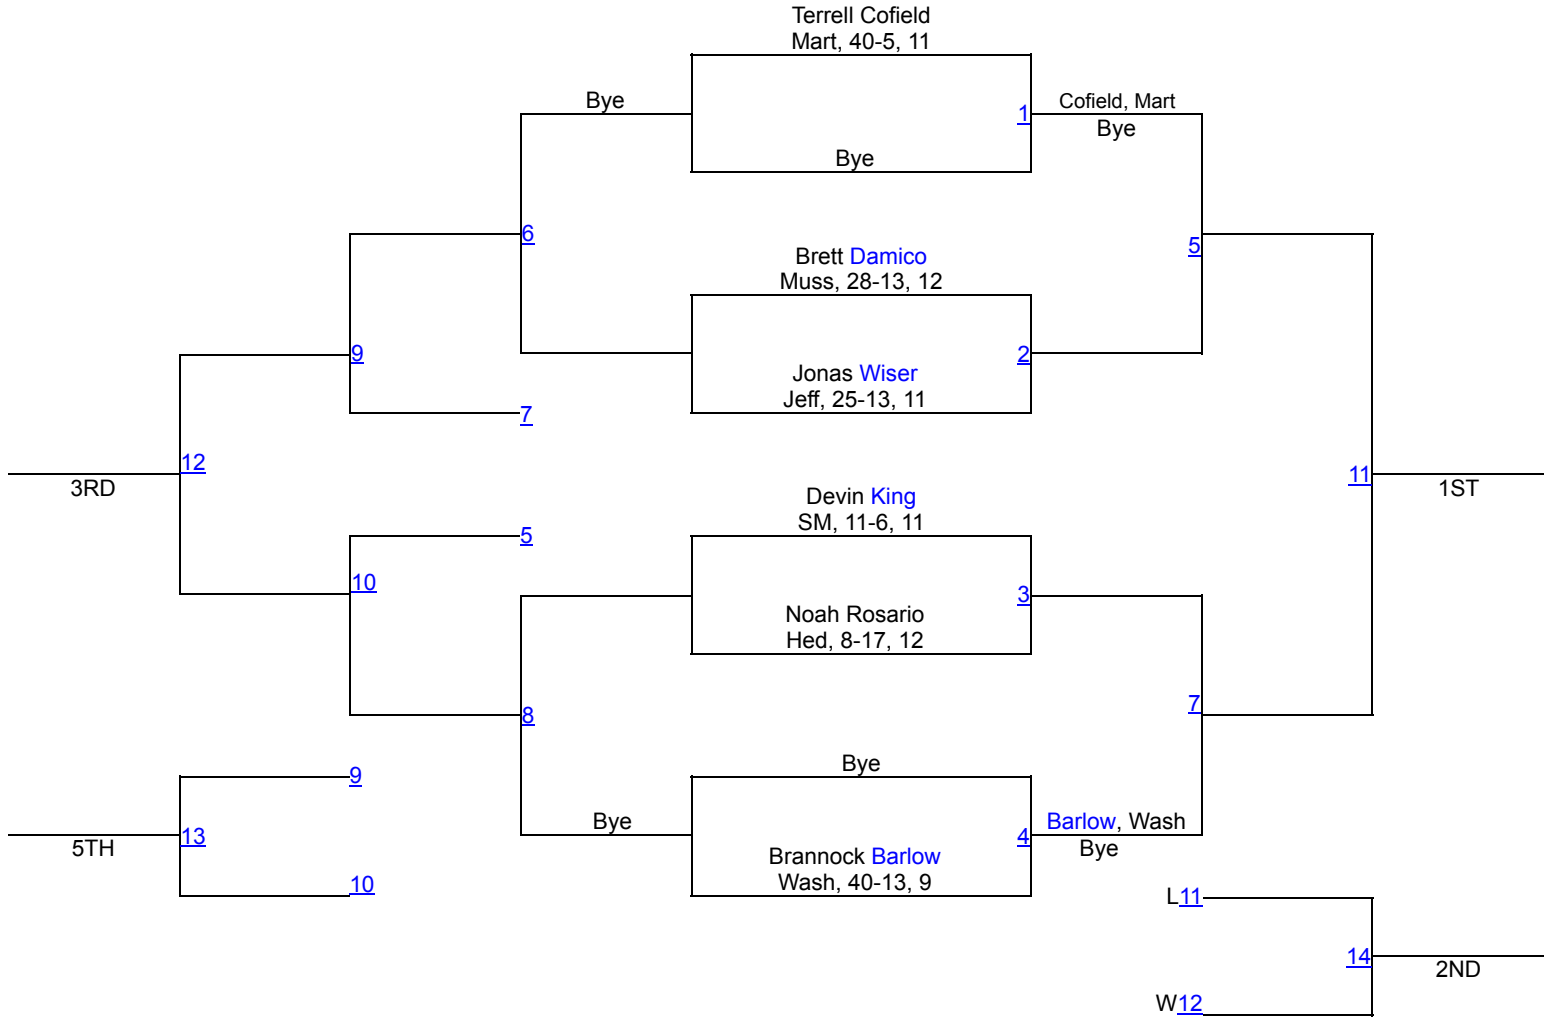 Terrell Cofield
Mart, 40-5, 11
Bye
1
Cofield, Mart
Bye
Bye
6
Brett Damico
Muss, 28-13, 12
5
9
2
Jonas Wiser
Jeff, 25-13, 11
7
12
3RD
11
1ST
Devin King
SM, 11-6, 11
5
10
3
Noah Rosario
Hed, 8-17, 12
8
7
9
Bye
13
5TH
Bye
4
Barlow, Wash
Bye
Brannock Barlow
Wash, 40-13, 9
10
L11
14
2ND
W12